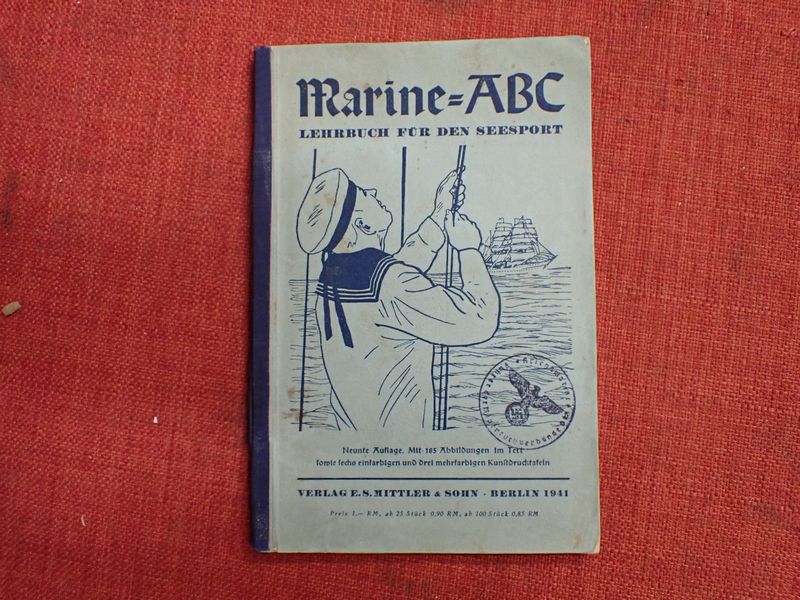 Marine=ABC
LEHRBUCH FÜR DEN SEESPORT
Neunte Auflage. Mit 185 Abbildungen im Text
sowie sechs einfarbigen und drei mehrfarbigen Kunstdrucktafeln
VERLAG E. S. MITTLER & SOHN · BERLIN 1941
Preis 1.— RM, ab 25 Stück 0,90 RM, ab 100 Stück 0,85 RM